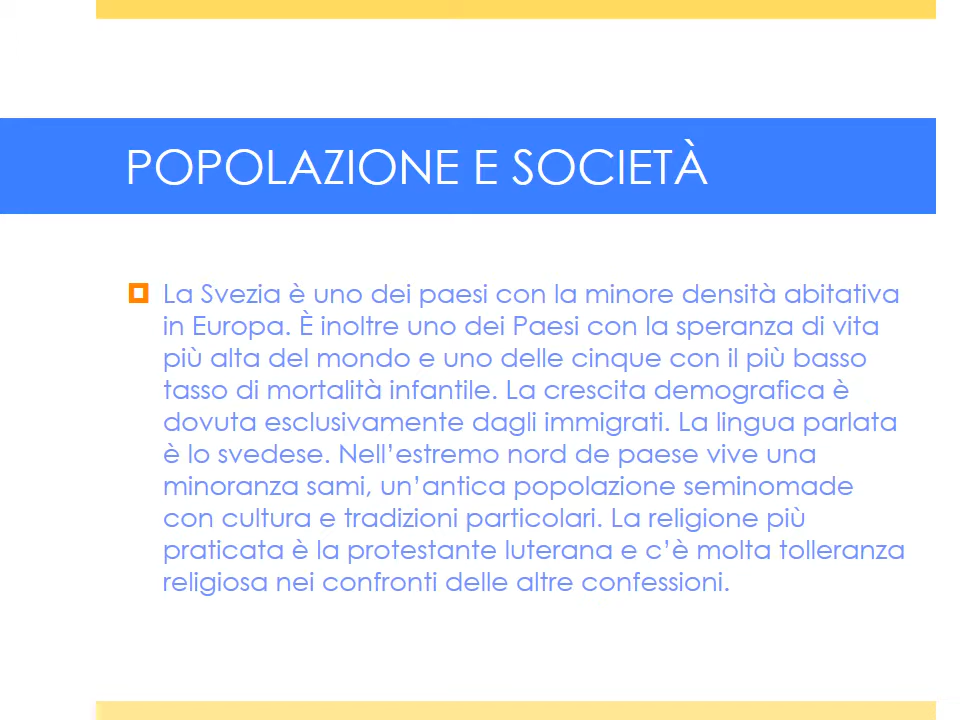 POPOLAZIONE E SOCIETÀ
La Svezia è uno dei paesi con la minore densità abitativa
in Europa. È inoltre uno dei Paesi con la speranza di vita
più alta del mondo e uno delle cinque con il più basso
tasso di mortalità infantile. La crescita demografica è
dovuta esclusivamente dagli immigrati. La lingua parlata
è lo svedese. Nell’estremo nord de paese vive una
minoranza sami, un’antica popolazione seminomade
con cultura e tradizioni particolari. La religione più
praticata è la protestante luterana e c’è molta tolleranza
religiosa nei confronti delle altre confessioni.